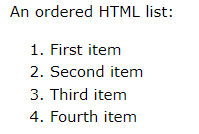 An ordered HTML list:
1. First item
2. Second item
3. Third item
4. Fourth item